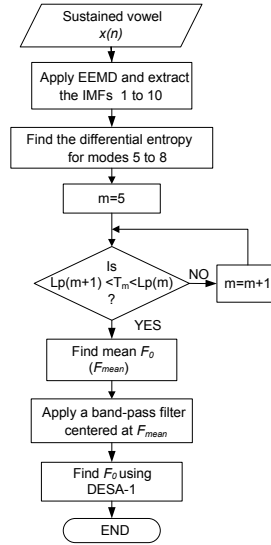 Sustained vowel
x(n)
Apply EEMD and extract
the IMFs 1 to 10
Find the differential entropy
for modes 5 to 8
m=5
Is
Lp(m+1) <Tm<Lp(m)
?
NO
m=m+1
YES
Find mean F0
(Fmean)
Apply a band-pass filter
centered at Fmean
Find F0 using
DESA-1
END